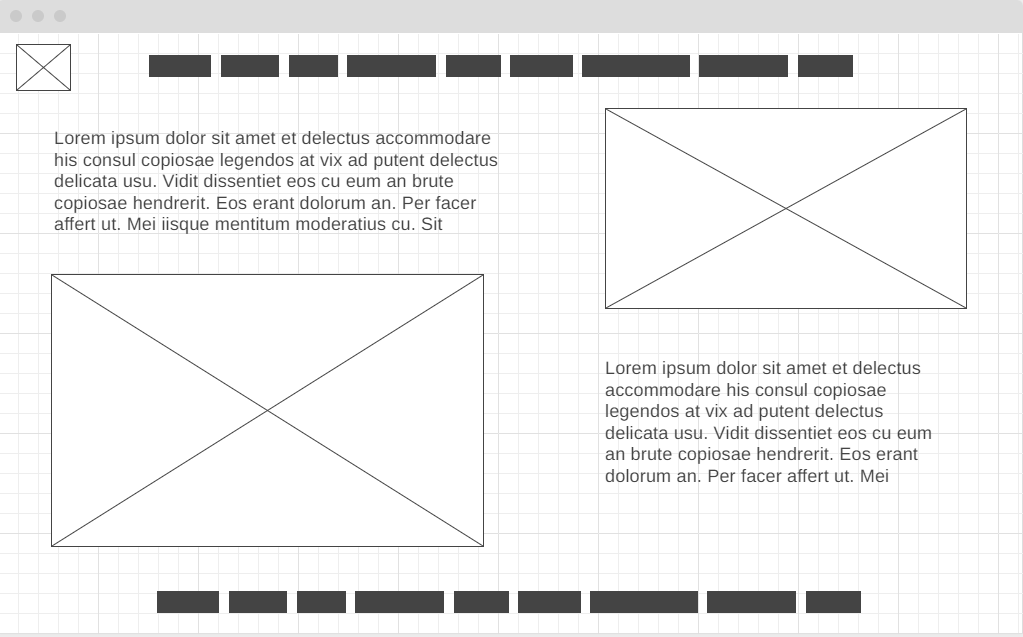 Lorem ipsum dolor sit amet et delectus accommodare
his consul copiosae legendos at vix ad putent delectus
delicata usu. Vidit dissentiet eos cu eum an brute
copiosae hendrerit. Eos erant dolorum an. Per facer
affert ut. Mei iisque mentitum moderatius cu. Sit
Lorem ipsum dolor sit amet et delectus
accommodare his consul copiosae
legendos at vix ad putent delectus
delicata usu. Vidit dissentiet eos cu eum
an brute copiosae hendrerit. Eos erant
dolorum an. Per facer affert ut. Mei